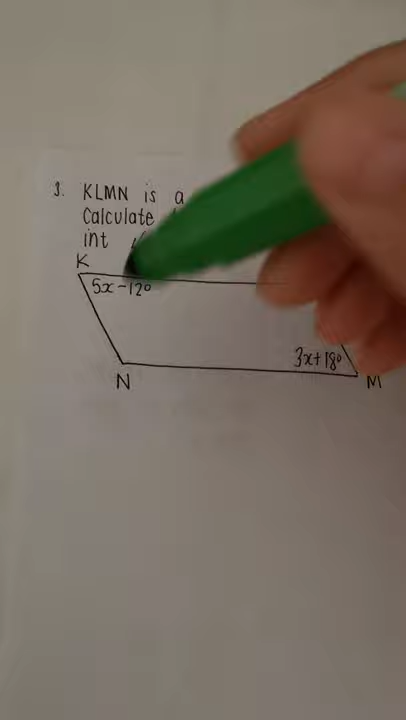 3. KLMN is a
Calculate
int
K
5x-12°
3x+18°
N
M